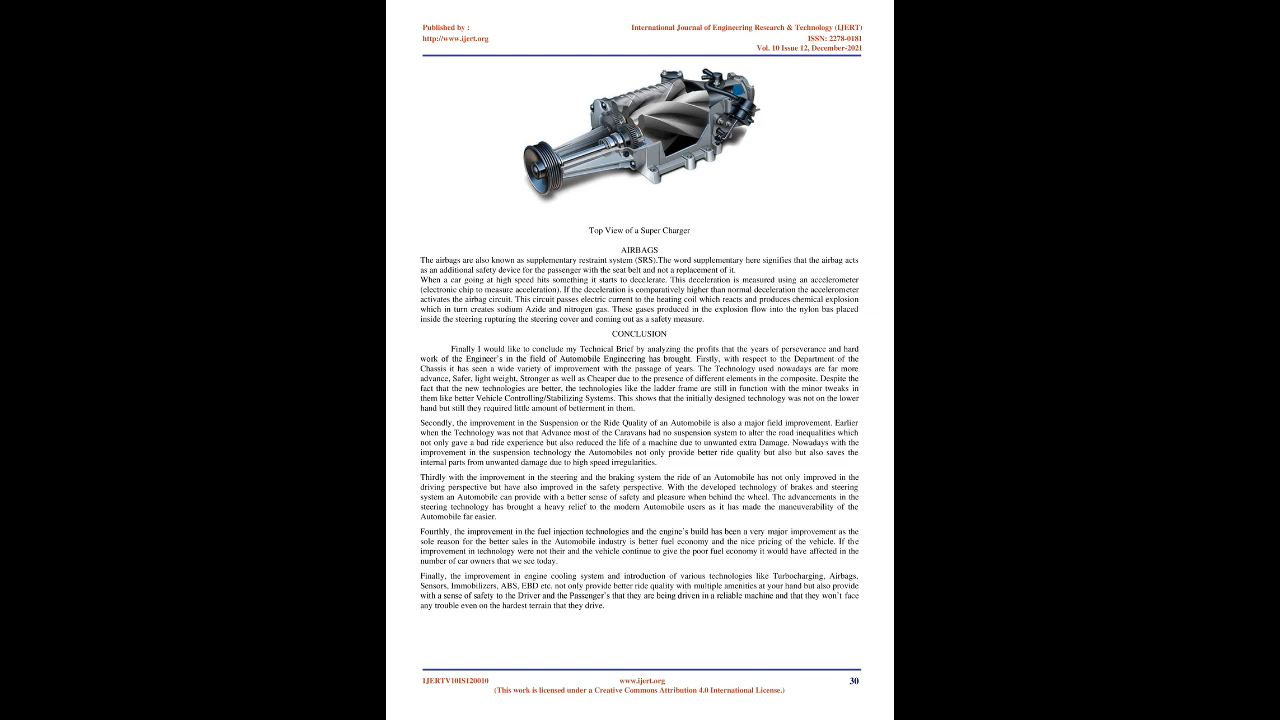 Published by :
http://www.ijert.org
International Journal of Engineering Research & Technology (IJERT)
ISSN: 2278-0181
Vol. 10 Issue 12, December-2021
Top View of a Super Charger
AIRBAGS
The airbags are also known as supplementary restraint system (SRS).The word supplementary here signifies that the airbag acts
as an additional safety device for the passenger with the seat belt and not a replacement of it.
When a car going at high speed hits something it starts to decelerate. This deceleration is measured using an accelerometer
(electronic chip to measure acceleration). If the deceleration is comparatively higher than normal deceleration the accelerometer
activates the airbag circuit. This circuit passes electric current to the heating coil which reacts and produces chemical explosion
which in turn creates sodium Azide and nitrogen gas. These gases produced in the explosion flow into the nylon bas placed
inside the steering rupturing the steering cover and coming out as a safety measure.
CONCLUSION
Finally I would like to conclude my Technical Brief by analyzing the profits that the years of perseverance and hard
work of the Engineer's in the field of Automobile Engineering has brought. Firstly, with respect to the Department of the
Chassis it has seen a wide variety of improvement with the passage of years. The Technology used nowadays are far more
advance, Safer, light weight, Stronger as well as Cheaper due to the presence of different elements in the composite. Despite the
fact that the new technologies are better, the technologies like the ladder frame are still in function with the minor tweaks in
them like better Vehicle Controlling/Stabilizing Systems. This shows that the initially designed technology was not on the lower
hand but still they required little amount of betterment in them.
Secondly, the improvement in the Suspension or the Ride Quality of an Automobile is also a major field improvement. Earlier
when the Technology was not that Advance most of the Caravans had no suspension system to alter the road inequalities which
not only gave a bad ride experience but also reduced the life of a machine due to unwanted extra Damage. Nowadays with the
improvement in the suspension technology the Automobiles not only provide better ride quality but also but also saves the
internal parts from unwanted damage due to high speed irregularities.
Thirdly with the improvement in the steering and the braking system the ride of an Automobile has not only improved in the
driving perspective but have also improved in the safety perspective. With the developed technology of brakes and steering
system an Automobile can provide with a better sense of safety and pleasure when behind the wheel. The advancements in the
steering technology has brought a heavy relief to the modern Automobile users as it has made the maneuverability of the
Automobile far easier.
Fourthly, the improvement in the fuel injection technologies and the engine's build has been a very major improvement as the
sole reason for the better sales in the Automobile industry is better fuel economy and the nice pricing of the vehicle. If the
improvement in technology were not their and the vehicle continue to give the poor fuel economy it would have affected in the
number of car owners that we see today.
Finally, the improvement in engine cooling system and introduction of various technologies like Turbocharging, Airbags,
Sensors, Immobilizers, ABS, EBD etc. not only provide better ride quality with multiple amenities at your hand but also provide
with a sense of safety to the Driver and the Passenger's that they are being driven in a reliable machine and that they won't face
any trouble even on the hardest terrain that they drive.
IJERTV10IS120010
www.ijert.org
30
(This work is licensed under a Creative Commons Attribution 4.0 International License.)